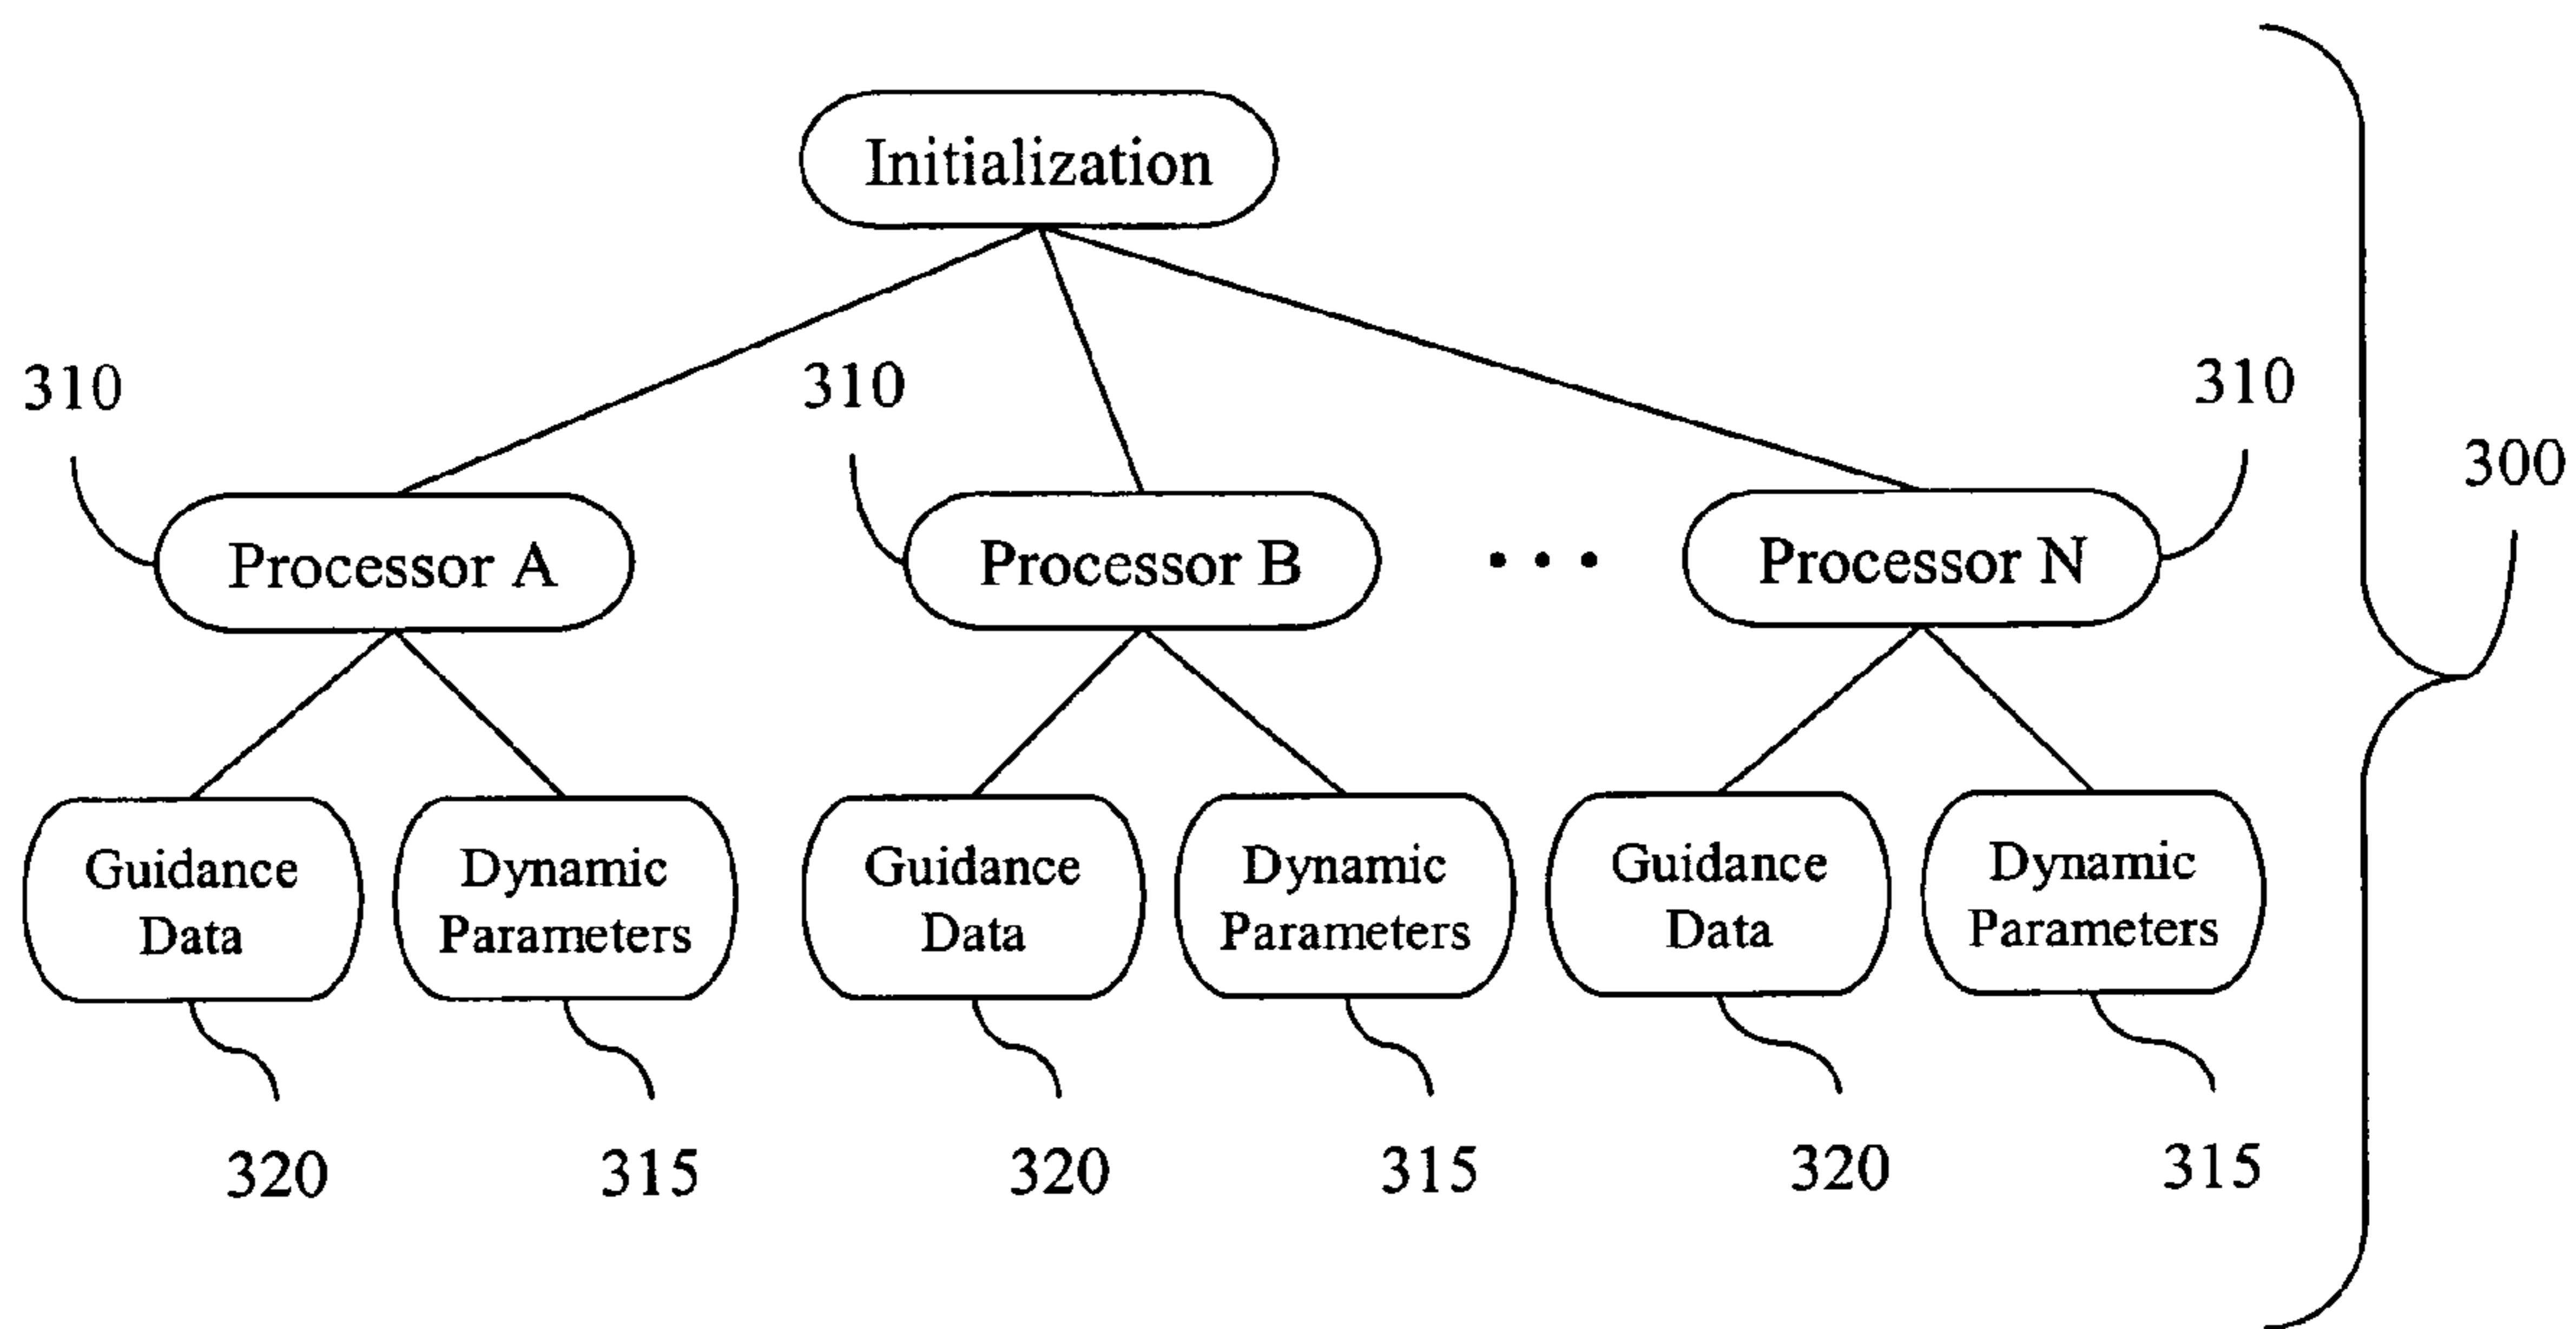 Initialization
310
310
310
300
Processor A
Processor B
• • •
Processor N
Guidance
Data
Dynamic
Parameters
Guidance
Data
Dynamic
Parameters
Guidance
Data
Dynamic
Parameters
320
315
320
315
320
315